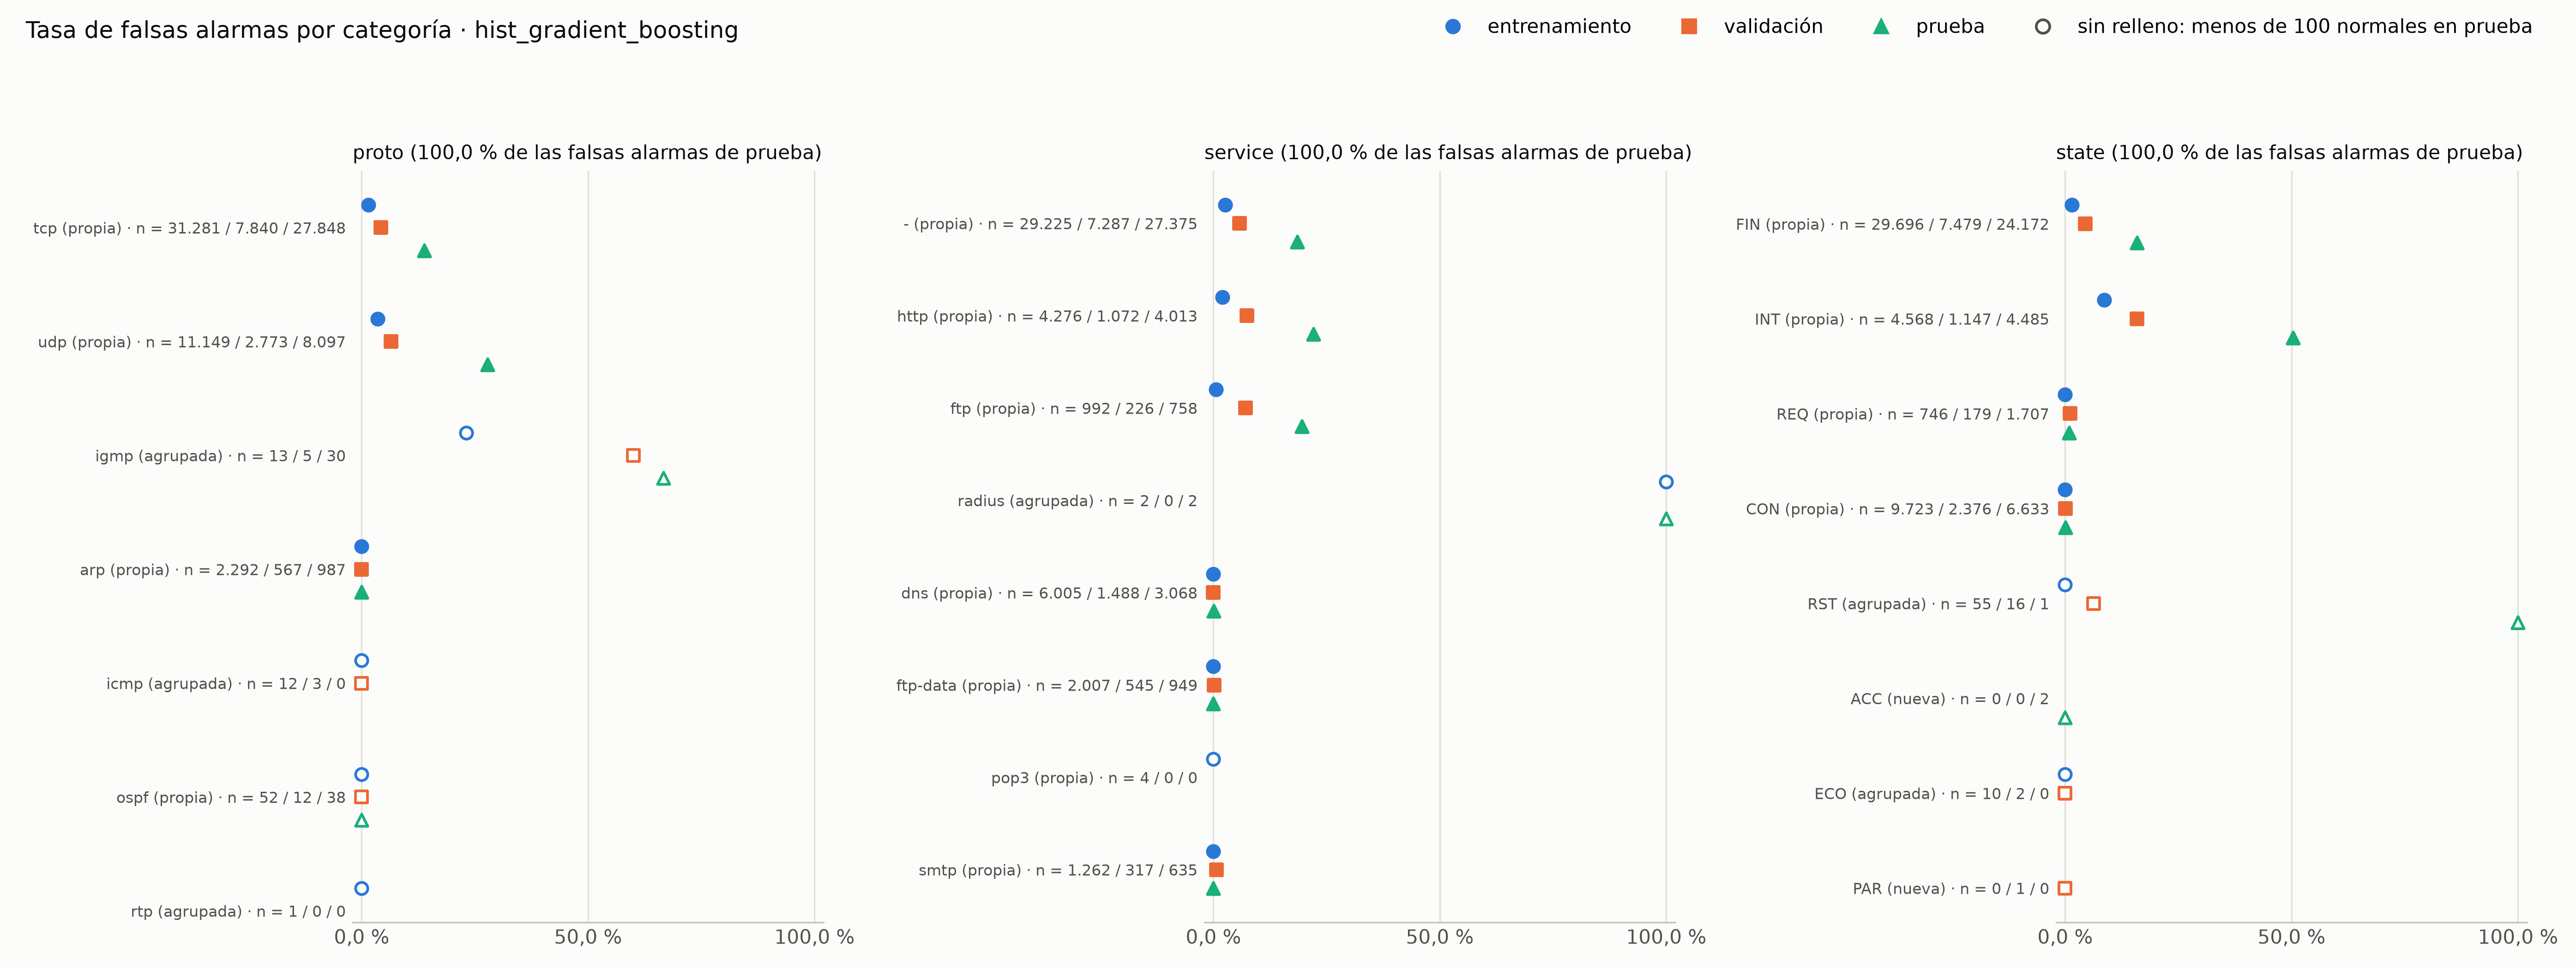 Tasa de falsas alarmas por categoría · hist_gradient_boosting
entrenamiento
validación
prueba
sin relleno: menos de 100 normales en prueba
proto (100,0 % de las falsas alarmas de prueba)
tcp (propia) · n = 31.281 / 7.840 / 27.848
udp (propia) · n = 11.149 / 2.773 / 8.097
igmp (agrupada) · n = 13 / 5 / 30
arp (propia) · n = 2.292 / 567 / 987
icmp (agrupada) · n = 12 / 3 / 0
ospf (propia) · n = 52 / 12 / 38
rtp (agrupada) · n = 1 / 0 / 0
0,0 %
50,0 %
100,0 %
service (100,0 % de las falsas alarmas de prueba)
- (propia) · n = 29.225 / 7.287 / 27.375
http (propia) · n = 4.276 / 1.072 / 4.013
ftp (propia) · n = 992 / 226 / 758
radius (agrupada) · n = 2 / 0 / 2
dns (propia) · n = 6.005 / 1.488 / 3.068
ftp-data (propia) · n = 2.007 / 545 / 949
pop3 (propia) · n = 4 / 0 / 0
smtp (propia) · n = 1.262 / 317 / 635
0,0 %
50,0 %
100,0 %
state (100,0 % de las falsas alarmas de prueba)
FIN (propia) · n = 29.696 / 7.479 / 24.172
INT (propia) · n = 4.568 / 1.147 / 4.485
REQ (propia) · n = 746 / 179 / 1.707
CON (propia) · n = 9.723 / 2.376 / 6.633
RST (agrupada) · n = 55 / 16 / 1
ACC (nueva) · n = 0 / 0 / 2
ECO (agrupada) · n = 10 / 2 / 0
PAR (nueva) · n = 0 / 1 / 0
0,0 %
50,0 %
100,0 %